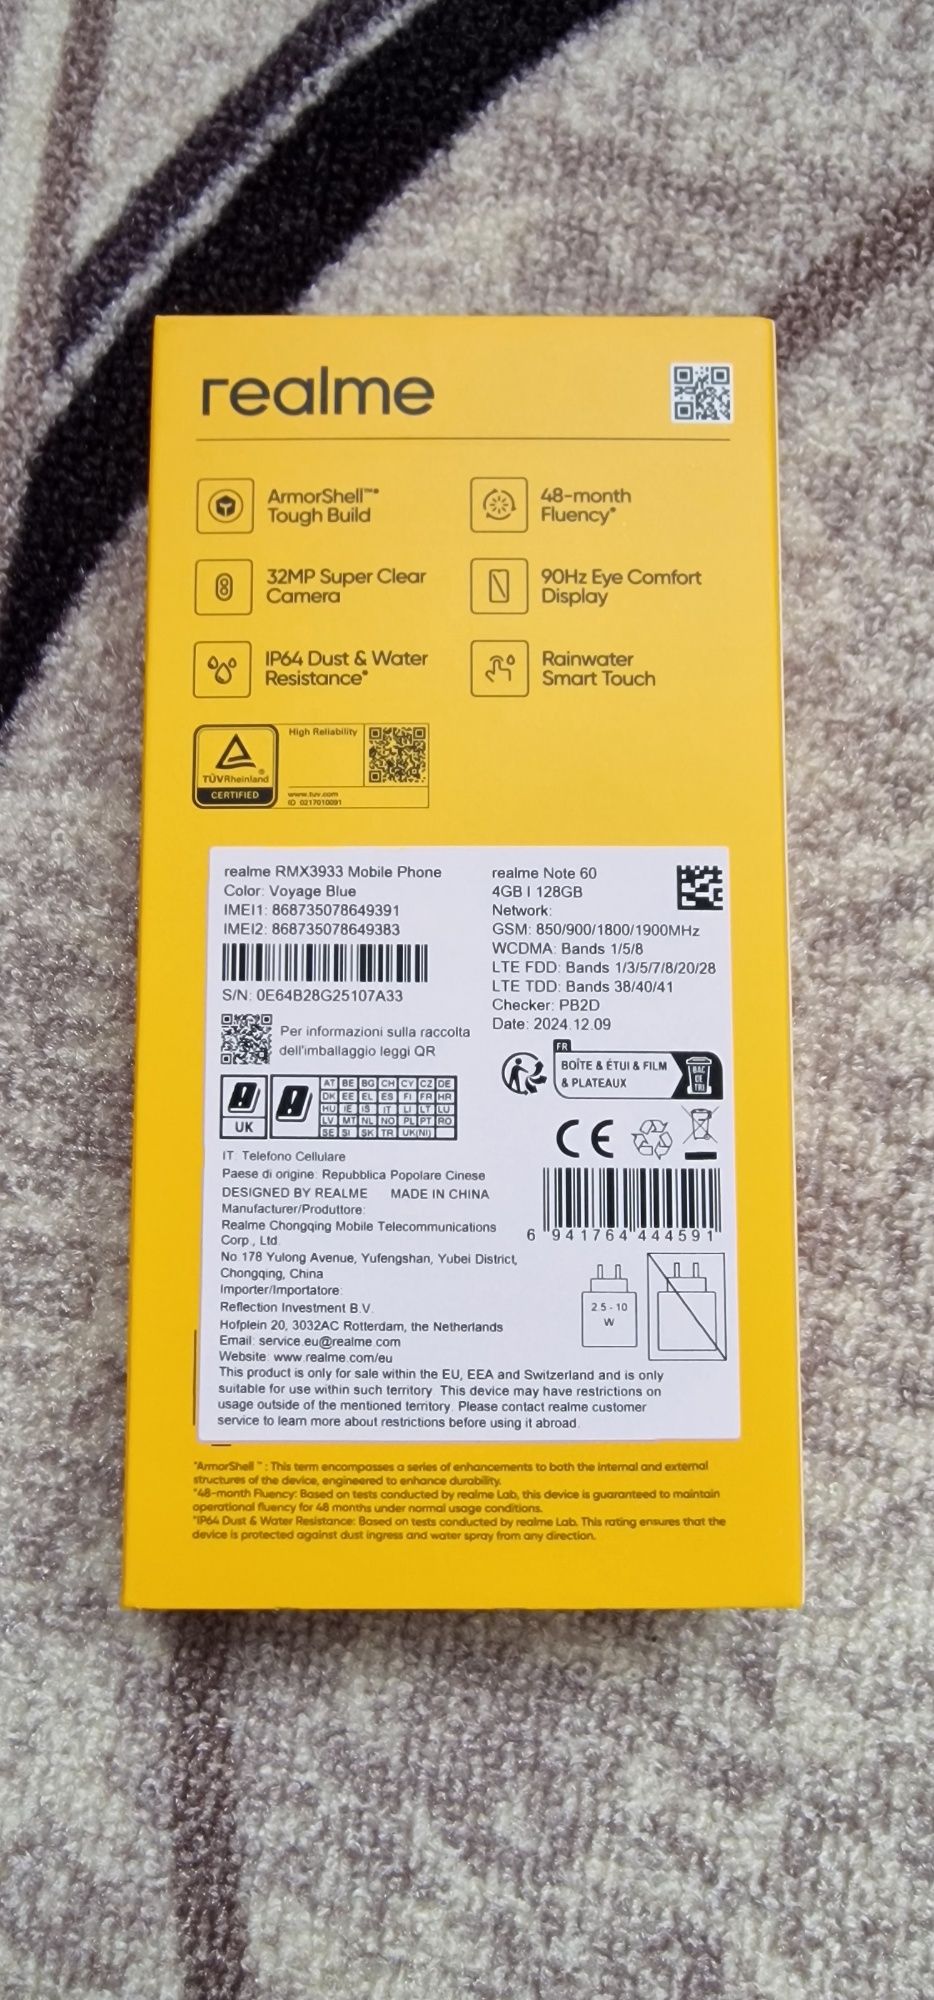 realme
ArmorShell™*
Tough Build
48-month
Fluency*
32MP Super Clear
Camera
90Hz Eye Comfort
Display
IP64 Dust & Water
Resistance*
Rainwater
Smart Touch
TÜVRheinland®
CERTIFIED
High Reliability
www.tuv.com
ID 0217010091
realme RMX3933 Mobile Phone
Color: Voyage Blue
IMEI1: 868735078649391
IMEI2: 868735078649383
S/N: 0E64B28G25107A33
realme Note 60
4GB | 128GB
Network:
GSM: 850/900/1800/1900MHz
WCDMA: Bands 1/5/8
LTE FDD: Bands 1/3/5/7/8/20/28
LTE TDD: Bands 38/40/41
Checker: PB2D
Date: 2024.12.09
Per informazioni sulla raccolta
dell'imballaggio leggi QR
FR
BOÎTE & ÉTUI & FILM
& PLATEAUX
BAC
DE
TRI
UK
AT BE BG CH CY CZ DE
DK EE EL ES FI FR HR
HU IE IS IT LI LT LU
LV MT NL NO PL PT RO
SE SI SK TR UK(NI)
CE
IT: Telefono Cellulare
Paese di origine: Repubblica Popolare Cinese
DESIGNED BY REALME MADE IN CHINA
Manufacturer/Produttore:
Realme Chongqing Mobile Telecommunications
Corp., Ltd.
No.178 Yulong Avenue, Yufengshan, Yubei District,
Chongqing, China
Importer/Importatore:
Reflection Investment B.V.
Hofplein 20, 3032AC Rotterdam, the Netherlands
Email: service.eu@realme.com
Website: www.realme.com/eu
6 941764 444591
2.5 - 10
W
This product is only for sale within the EU, EEA and Switzerland and is only
suitable for use within such territory. This device may have restrictions on
usage outside of the mentioned territory. Please contact realme customer
service to learn more about restrictions before using it abroad.
*ArmorShell™: This term encompasses a series of enhancements to both the internal and external
structures of the device, engineered to enhance durability.
*48-month Fluency: Based on tests conducted by realme Lab, this device is guaranteed to maintain
operational fluency for 48 months under normal usage conditions.
*IP64 Dust & Water Resistance: Based on tests conducted by realme Lab. This rating ensures that the
device is protected against dust ingress and water spray from any direction.